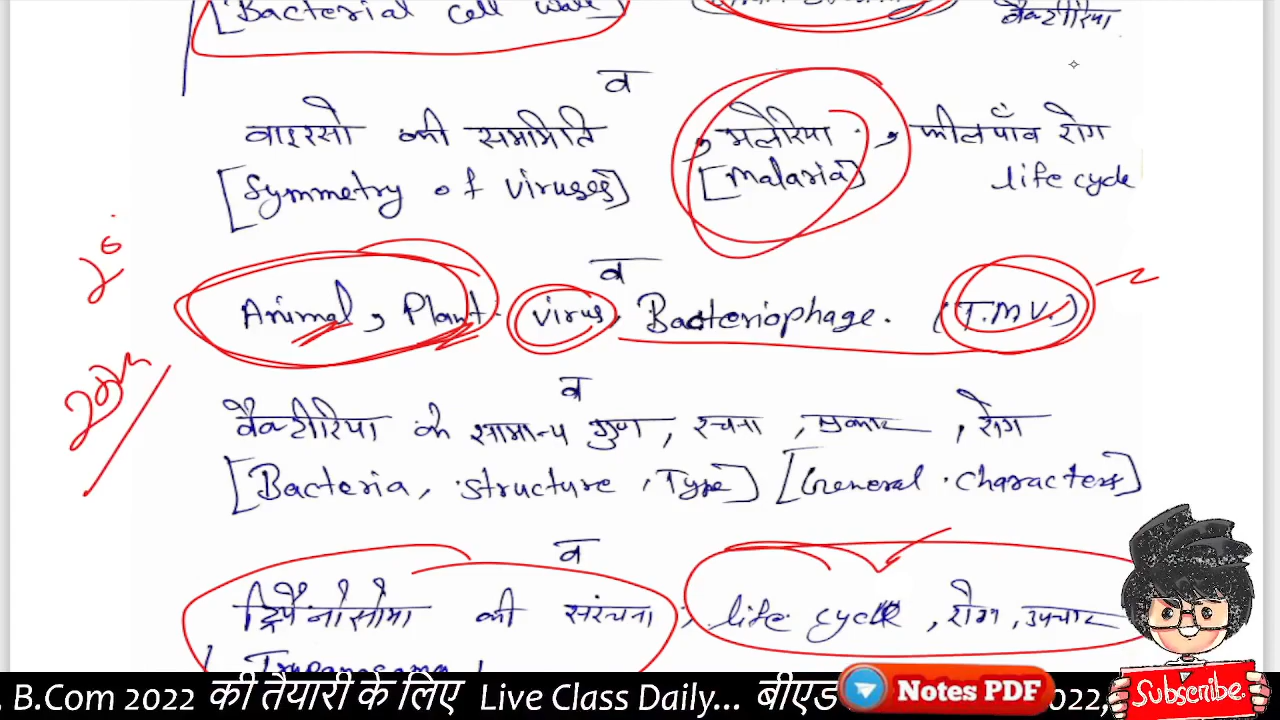 [Bacterial cell wall]
बैक्टीरिया
व
वाइरसो की सममिति , मलेरिया , फीलपाँव रोग
[Symmetry of viruses] [Malaria] life cycle
व
Animal, Plant virus, Bacteriophage. (T.M.V.)
20m
व
बैक्टीरिया के सामान्य गुण, रचना, प्रकार, रोग
[Bacteria, structure, Type] [General characters]
व
ट्रिपैनोसोमा की संरचना ; life cycle, रोग, उपचार
B.Com 2022 की तैयारी के लिए Live Class Daily... बीएड
Notes PDF
Subscribe